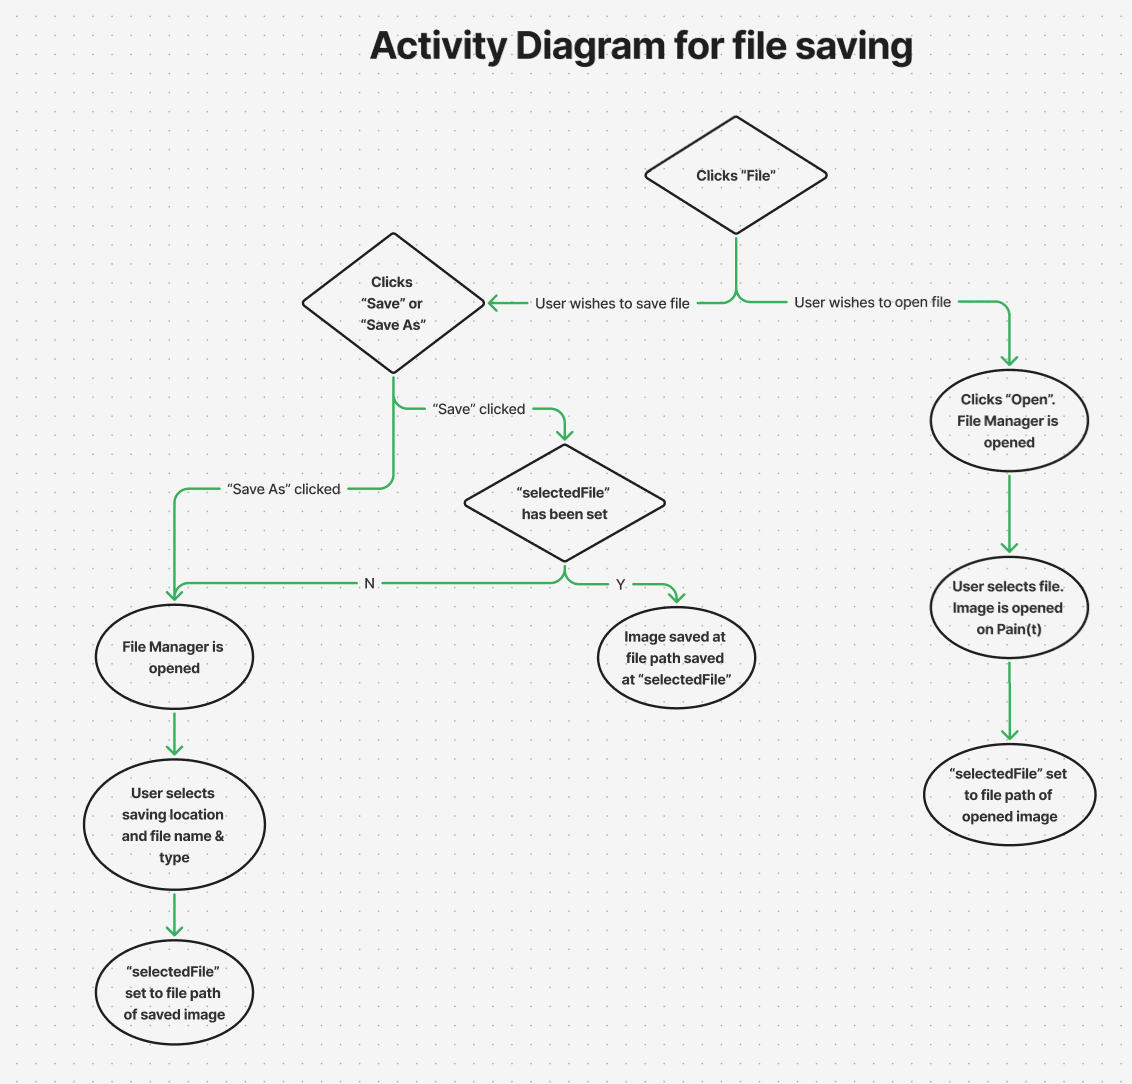 Activity Diagram for file saving
Clicks "File"
Clicks
“Save” or
“Save As”
User wishes to save file
User wishes to open file
Clicks “Open”.
File Manager is
opened
“Save” clicked
“Save As” clicked
“selectedFile”
has been set
N
Y
User selects file.
Image is opened
on Pain(t)
File Manager is
opened
Image saved at
file path saved
at “selectedFile”
“selectedFile” set
to file path of
opened image
User selects
saving location
and file name &
type
“selectedFile”
set to file path
of saved image